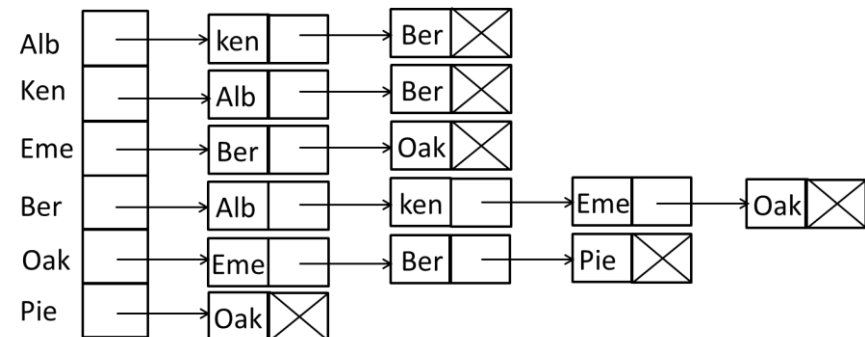 Alb ken Ber
Ken Alb Ber
Eme Ber Oak
Ber Alb ken Eme Oak
Oak Eme Ber Pie
Pie Oak